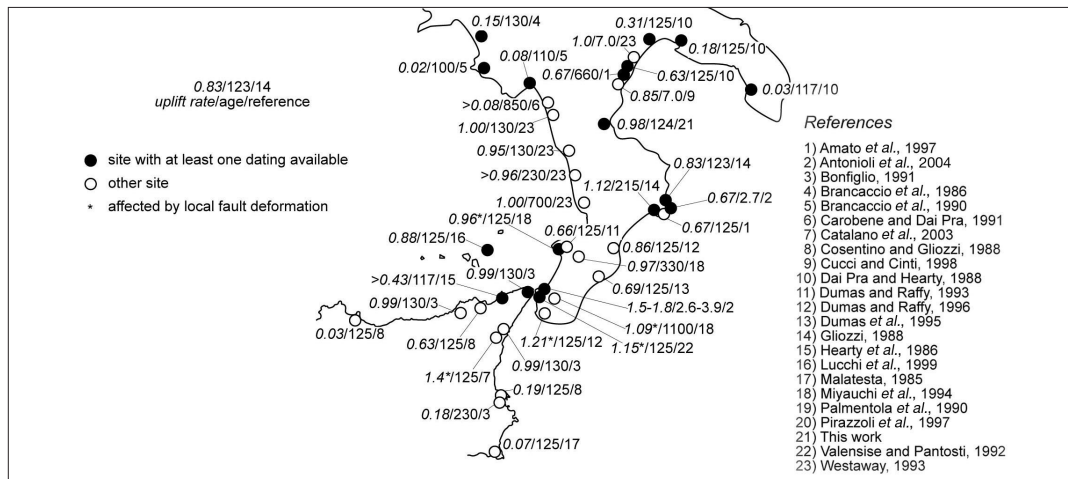 0.15/130/4
0.31/125/10
1.0/7.0/23
0.18/125/10
0.02/100/5
0.08/110/5
0.67/660/1
0.63/125/10
0.83/123/14
uplift rate/age/reference
0.85/7.0/9
0.03/117/10
>0.08/850/6
1.00/130/23
0.98/124/21
References
site with at least one dating available
other site
* affected by local fault deformation
0.95/130/23
>0.96/230/23
1.00/700/23
0.83/123/14
1.12/215/14
0.67/2.7/2
0.67/125/1
0.96*/125/18
0.66/125/11
0.88/125/16
0.86/125/12
0.97/330/18
>0.43/117/15
0.99/130/3
0.69/125/13
0.99/130/3
1.5-1.8/2.6-3.9/2
0.03/125/8
0.63/125/8
1.09*/1100/18
1.21*/125/12
1.15*/125/22
0.99/130/3
1.4*/125/7
0.19/125/8
0.18/230/3
0.07/125/17
1) Amato et al., 1997
2) Antonioli et al., 2004
3) Bonfiglio, 1991
4) Brancaccio et al., 1986
5) Brancaccio et al., 1990
6) Carobene and Dai Pra, 1991
7) Catalano et al., 2003
8) Cosentino and Gliozzi, 1988
9) Cucci and Cinti, 1998
10) Dai Pra and Hearty, 1988
11) Dumas and Raffy, 1993
12) Dumas and Raffy, 1996
13) Dumas et al., 1995
14) Gliozzi, 1988
15) Hearty et al., 1986
16) Lucchi et al., 1999
17) Malatesta, 1985
18) Miyauchi et al., 1994
19) Palmentola et al., 1990
20) Pirazzoli et al., 1997
21) This work
22) Valensise and Pantosti, 1992
23) Westaway, 1993